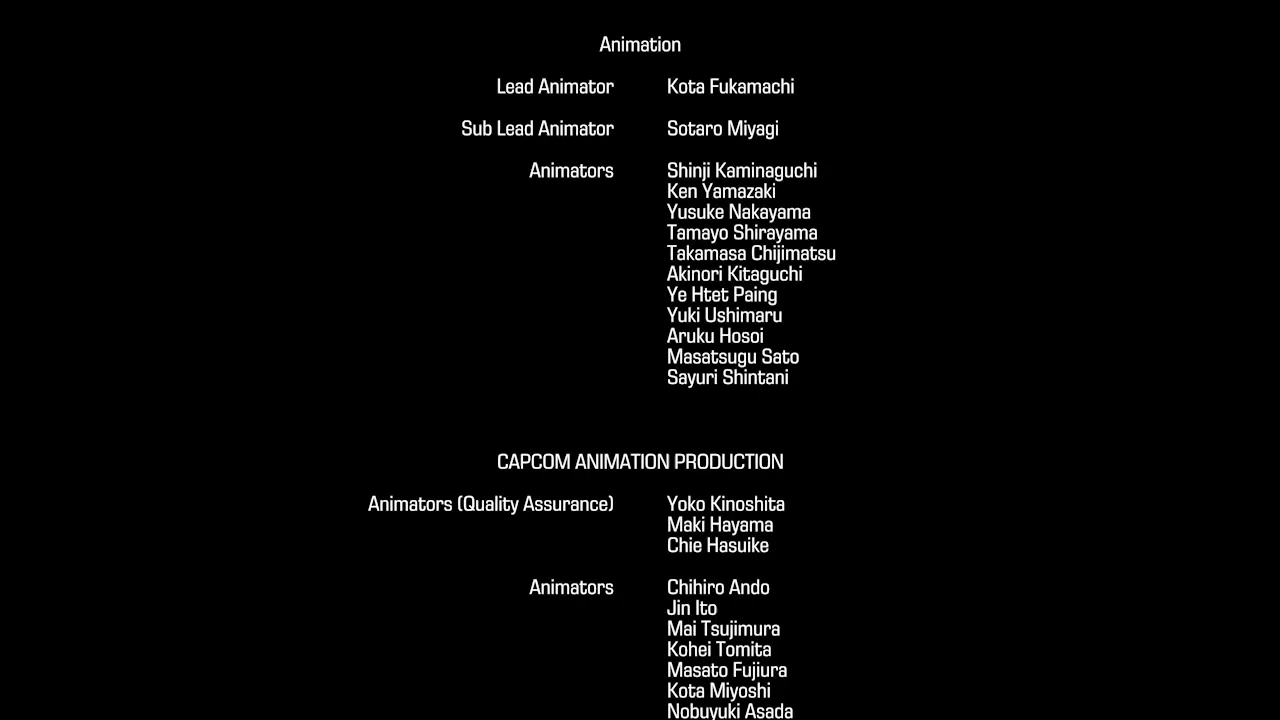 Animation
Lead Animator Kota Fukamachi
Sub Lead Animator Sotaro Miyagi
Animators Shinji Kaminaguchi
Ken Yamazaki
Yusuke Nakayama
Tamayo Shirayama
Takamasa Chijimatsu
Akinori Kitaguchi
Ye Htet Paing
Yuki Ushimaru
Aruku Hosoi
Masatsugu Sato
Sayuri Shintani
CAPCOM ANIMATION PRODUCTION
Animators (Quality Assurance) Yoko Kinoshita
Maki Hayama
Chie Hasuike
Animators Chihiro Ando
Jin Ito
Mai Tsujimura
Kohei Tomita
Masato Fujiura
Kota Miyoshi
Nobuyuki Asada